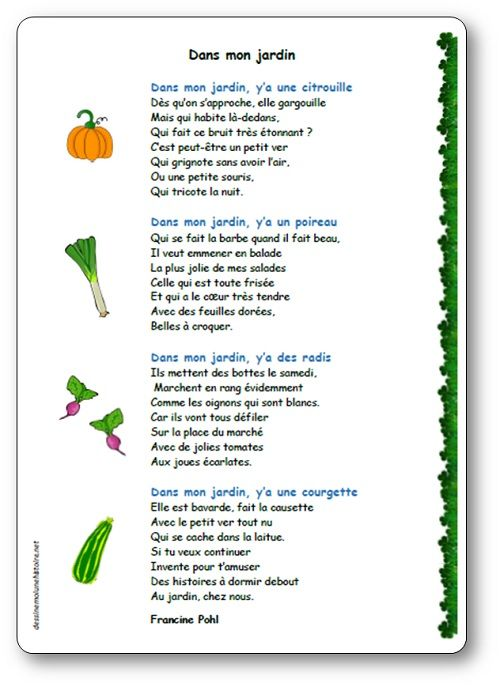 Dans mon jardin
Dans mon jardin, y'a une citrouille
Dès qu'on s'approche, elle gargouille
Mais qui habite là-dedans,
Qui fait ce bruit très étonnant ?
C'est peut-être un petit ver
Qui grignote sans avoir l'air,
Ou une petite souris,
Qui tricote la nuit.
Dans mon jardin, y'a un poireau
Qui se fait la barbe quand il fait beau,
Il veut emmener en balade
La plus jolie de mes salades
Celle qui est toute frisée
Et qui a le cœur très tendre
Avec des feuilles dorées,
Belles à croquer.
Dans mon jardin, y'a des radis
Ils mettent des bottes le samedi,
Marchent en rang évidemment
Comme les oignons qui sont blancs.
Car ils vont tous défiler
Sur la place du marché
Avec de jolies tomates
Aux joues écarlates.
Dans mon jardin, y'a une courgette
Elle est bavarde, fait la causette
Avec le petit ver tout nu
Qui se cache dans la laitue.
Si tu veux continuer
Invente pour t'amuser
Des histoires à dormir debout
Au jardin, chez nous.
Francine Pohl
dessinemoiunehistoire.net